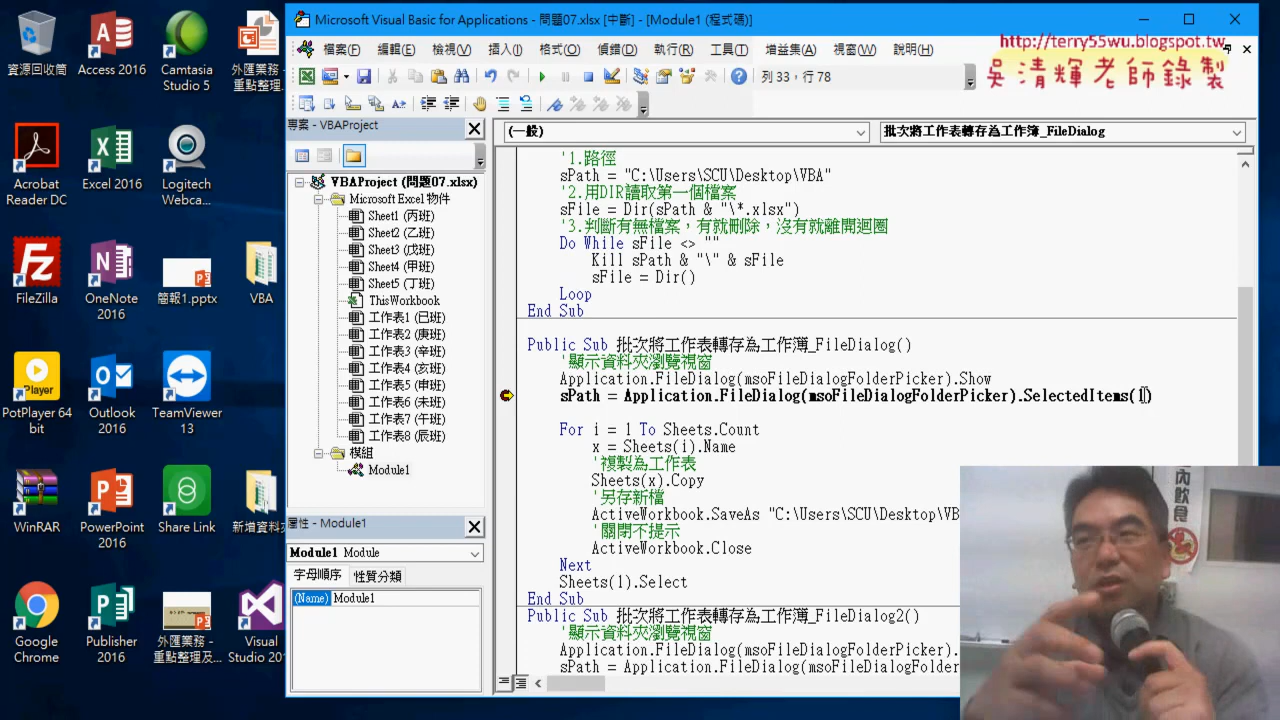 資源回收筒
Access 2016
Camtasia Studio 5
外匯業務 - 重點整理...
Acrobat Reader DC
Excel 2016
Logitech Webca...
FileZilla
OneNote 2016
簡報1.pptx
VBA
PotPlayer 64 bit
Outlook 2016
TeamViewer 13
WinRAR
PowerPoint 2016
Share Link
新增資料夾
Google Chrome
Publisher 2016
外匯業務 - 重點整理及...
Visual Studio 201
Microsoft Visual Basic for Applications - 問題07.xlsx [中斷] - [Module1 (程式碼)]
檔案(F) 編輯(E) 檢視(V) 插入(I) 格式(O) 偵錯(D) 執行(R) 工具(T) 增益集(A) 視窗(W) 說明(H)
http://terry55wu.blogspot.tw
吳清輝老師錄製
列 33，行 78
專案 - VBAProject
VBAProject (問題07.xlsx)
Microsoft Excel 物件
Sheet1 (丙班)
Sheet2 (乙班)
Sheet3 (戊班)
Sheet4 (甲班)
Sheet5 (丁班)
ThisWorkbook
工作表1 (已班)
工作表2 (庚班)
工作表3 (辛班)
工作表4 (亥班)
工作表5 (申班)
工作表6 (未班)
工作表7 (午班)
工作表8 (辰班)
模組
Module1
屬性 - Module1
Module1 Module
字母順序 性質分類
(Name) Module1
(一般)
批次將工作表轉存為工作簿_FileDialog
'1.路徑
sPath = "C:\Users\SCU\Desktop\VBA"
'2.用DIR讀取第一個檔案
sFile = Dir(sPath & "\*.xlsx")
'3.判斷有無檔案，有就刪除，沒有就離開迴圈
Do While sFile <> ""
Kill sPath & "\" & sFile
sFile = Dir()
Loop
End Sub
Public Sub 批次將工作表轉存為工作簿_FileDialog()
'顯示資料夾瀏覽視窗
Application.FileDialog(msoFileDialogFolderPicker).Show
sPath = Application.FileDialog(msoFileDialogFolderPicker).SelectedItems(1)
For i = 1 To Sheets.Count
x = Sheets(i).Name
'複製為工作表
Sheets(x).Copy
'另存新檔
ActiveWorkbook.SaveAs "C:\Users\SCU\Desktop\VB
'關閉不提示
ActiveWorkbook.Close
Next
Sheets(1).Select
End Sub
Public Sub 批次將工作表轉存為工作簿_FileDialog2()
'顯示資料夾瀏覽視窗
Application.FileDialog(msoFileDialogFolderPicker).
sPath = Application.FileDialog(msoFileDialogFolder
內飲食